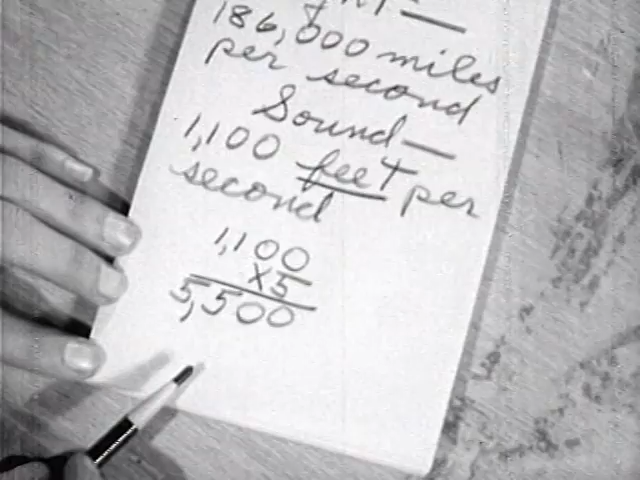 186,000 miles
per second
Sound —
1,100 feet per
second
1,100
x5
5,500